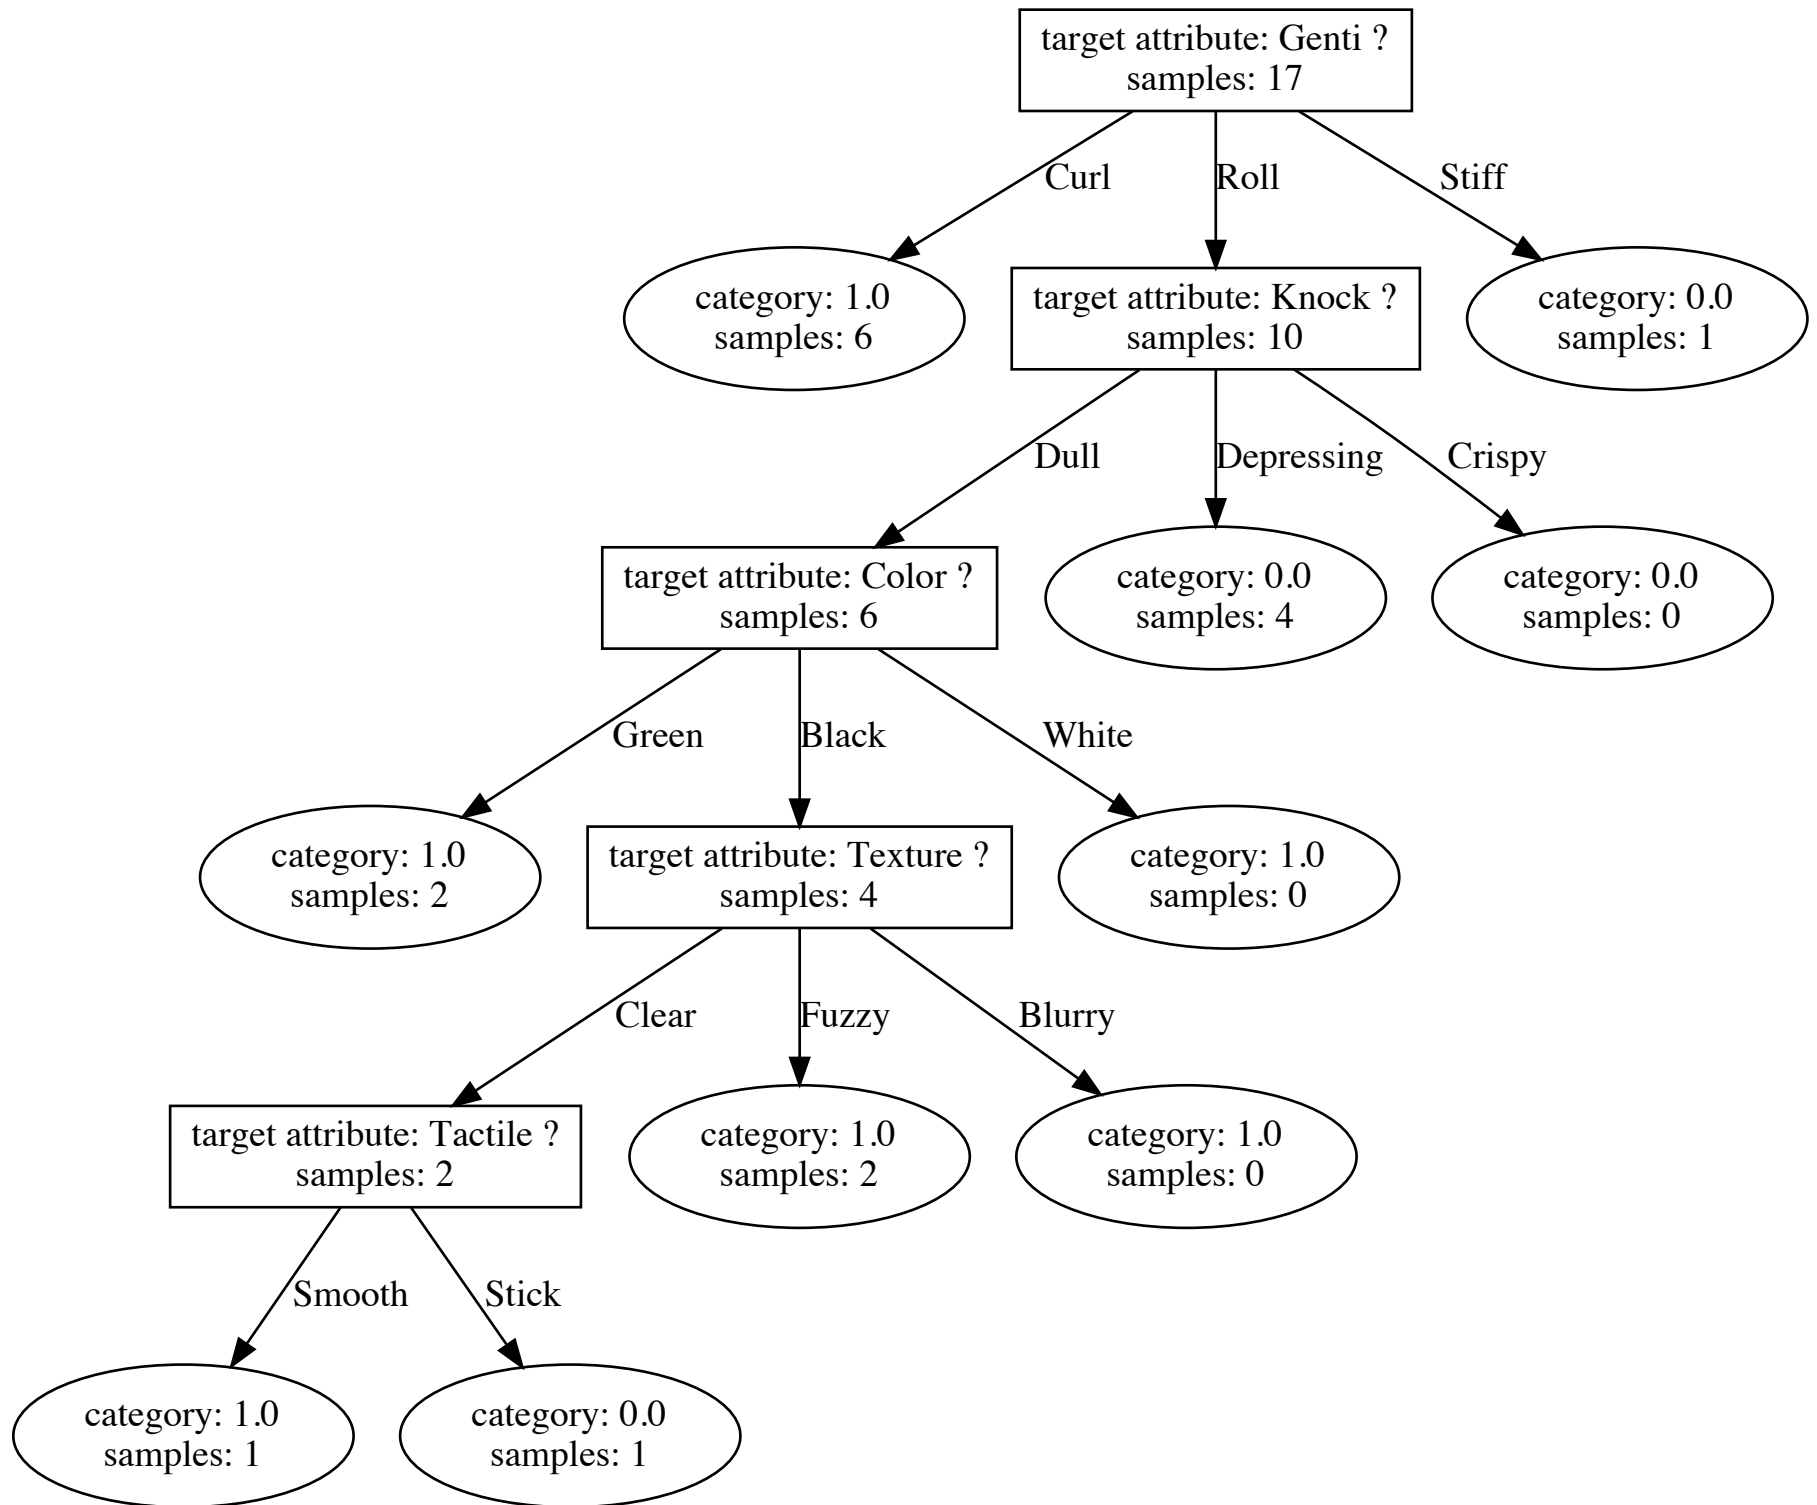 target attribute: Genti ?
samples: 17
Curl
Roll
Stiff
category: 1.0
samples: 6
target attribute: Knock ?
samples: 10
category: 0.0
samples: 1
Dull
Depressing
Crispy
target attribute: Color ?
samples: 6
category: 0.0
samples: 4
category: 0.0
samples: 0
Green
Black
White
category: 1.0
samples: 2
target attribute: Texture ?
samples: 4
category: 1.0
samples: 0
Clear
Fuzzy
Blurry
target attribute: Tactile ?
samples: 2
category: 1.0
samples: 2
category: 1.0
samples: 0
Smooth
Stick
category: 1.0
samples: 1
category: 0.0
samples: 1